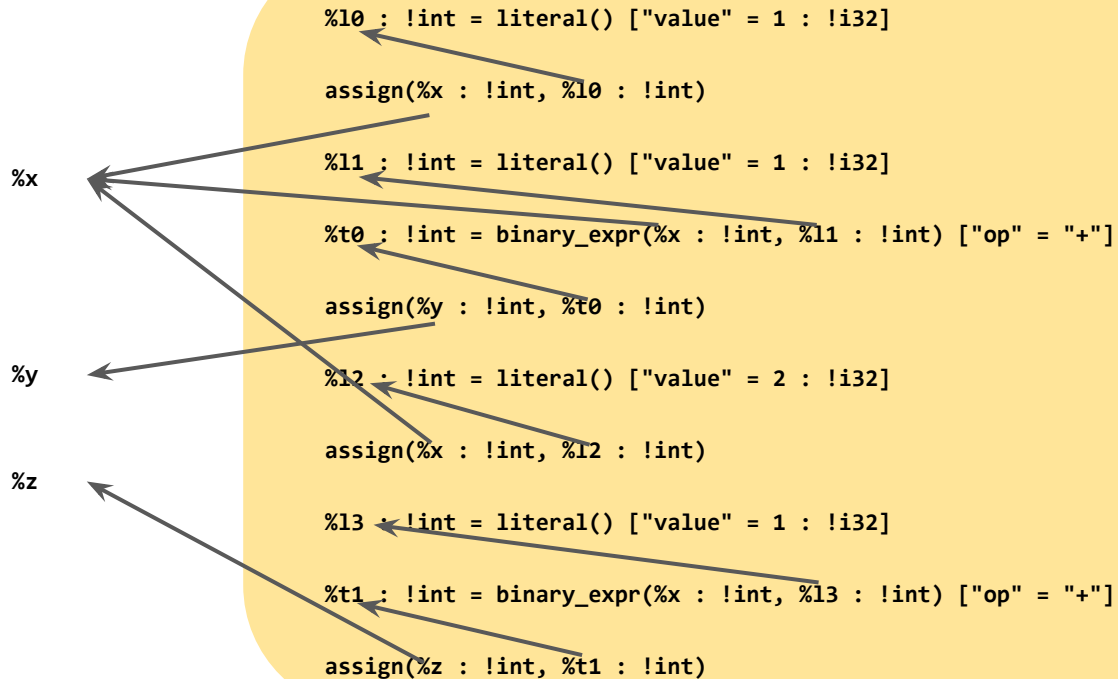 %l0 : !int = literal() ["value" = 1 : !i32]
assign(%x : !int, %l0 : !int)
%x
%l1 : !int = literal() ["value" = 1 : !i32]
%t0 : !int = binary_expr(%x : !int, %l1 : !int) ["op" = "+"]
assign(%y : !int, %t0 : !int)
%y
%l2 : !int = literal() ["value" = 2 : !i32]
assign(%x : !int, %l2 : !int)
%z
%l3 : !int = literal() ["value" = 1 : !i32]
%t1 : !int = binary_expr(%x : !int, %l3 : !int) ["op" = "+"]
assign(%z : !int, %t1 : !int)